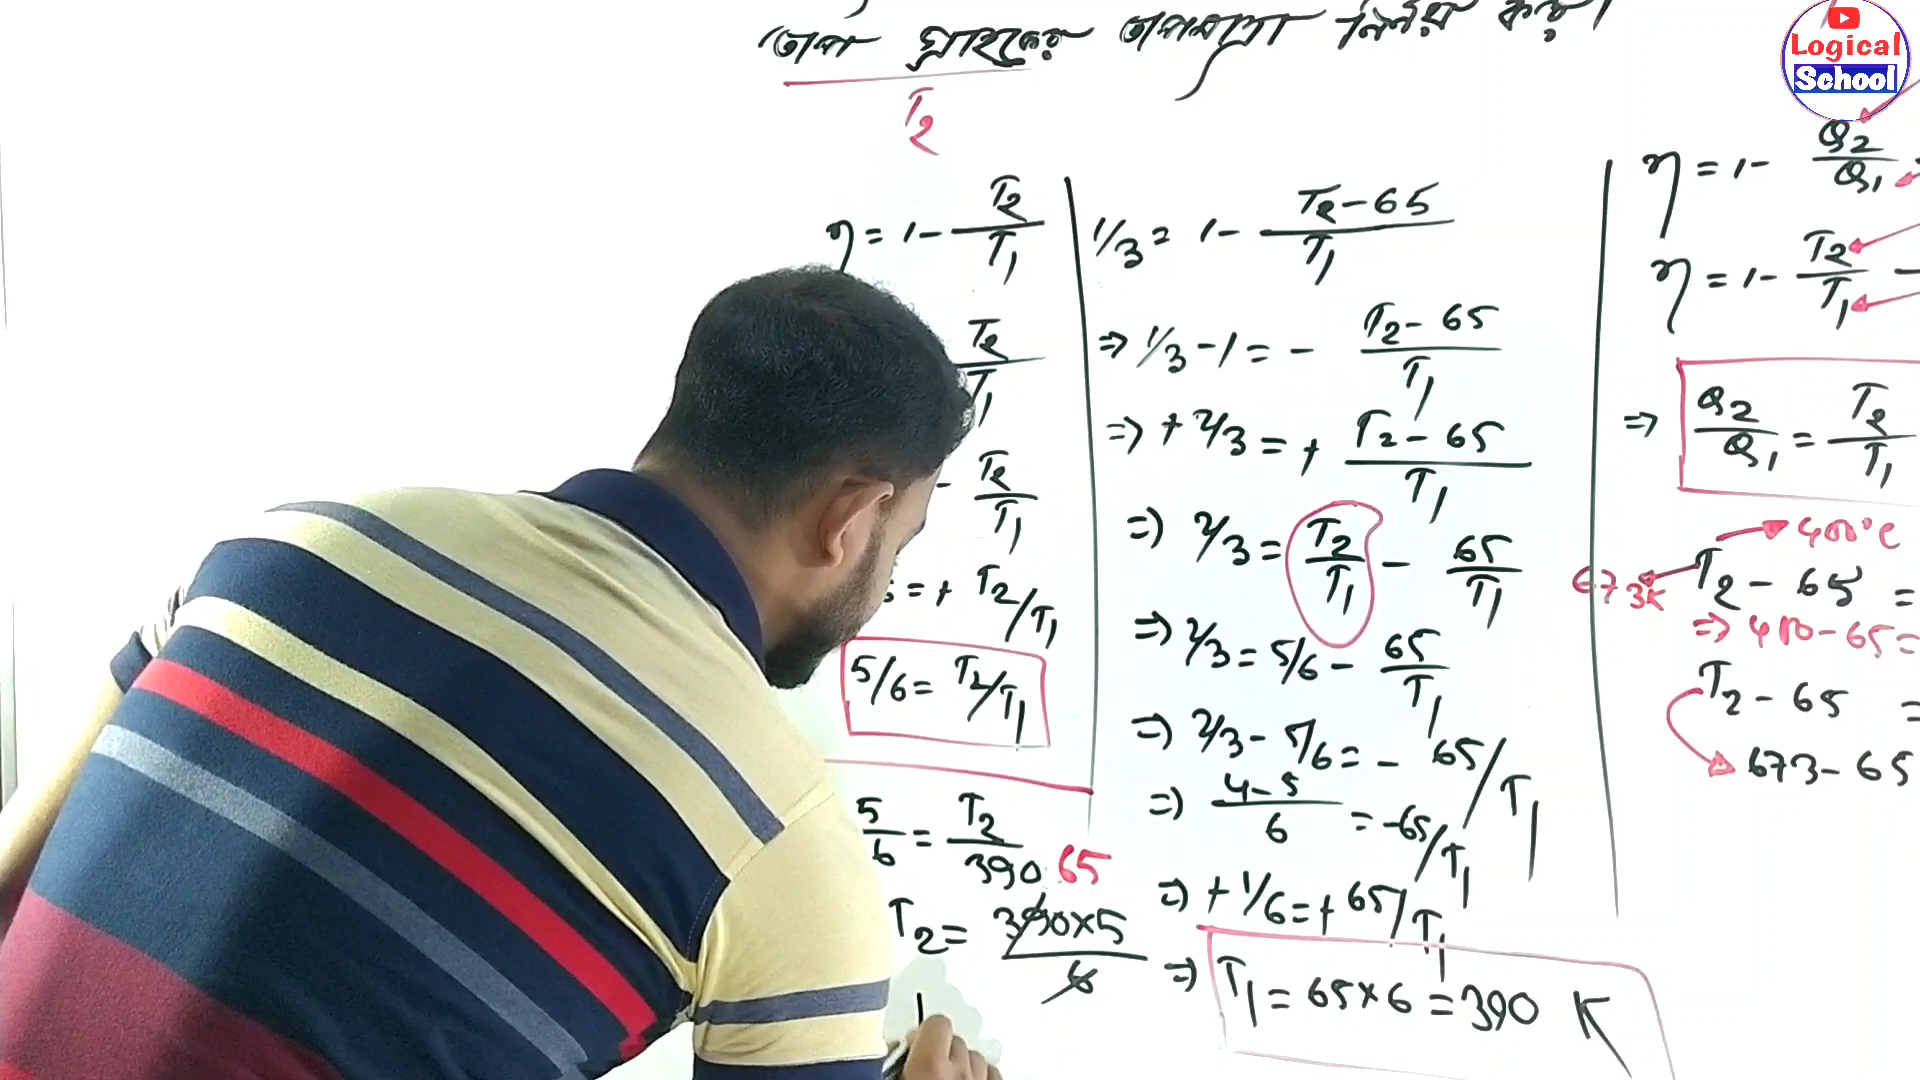 তাপ গ্রাহকের তাপমাত্রা নির্ণয় কর।
T2
η = 1 - T2/T1
T2/T1
- T2/T1
= + T2/T1
5/6 = T2/T1
5/6 = T2/390
65
T2 = 390×5/6
1/3 = 1 - T2-65/T1
⇒ 1/3 - 1 = - T2-65/T1
⇒ + 2/3 = + T2-65/T1
⇒ 2/3 = T2/T1 - 65/T1
⇒ 2/3 = 5/6 - 65/T1
⇒ 2/3 - 5/6 = - 65/T1
⇒ 4-5/6 = -65/T1
⇒ + 1/6 = + 65/T1
⇒ T1 = 65×6 = 390 K
η = 1 - Q2/Q1
η = 1 - T2/T1 -
⇒ Q2/Q1 = T2/T1
400°C
673K T2 - 65 =
⇒ 400-65 =
T2 - 65 =
673-65
Logical
School